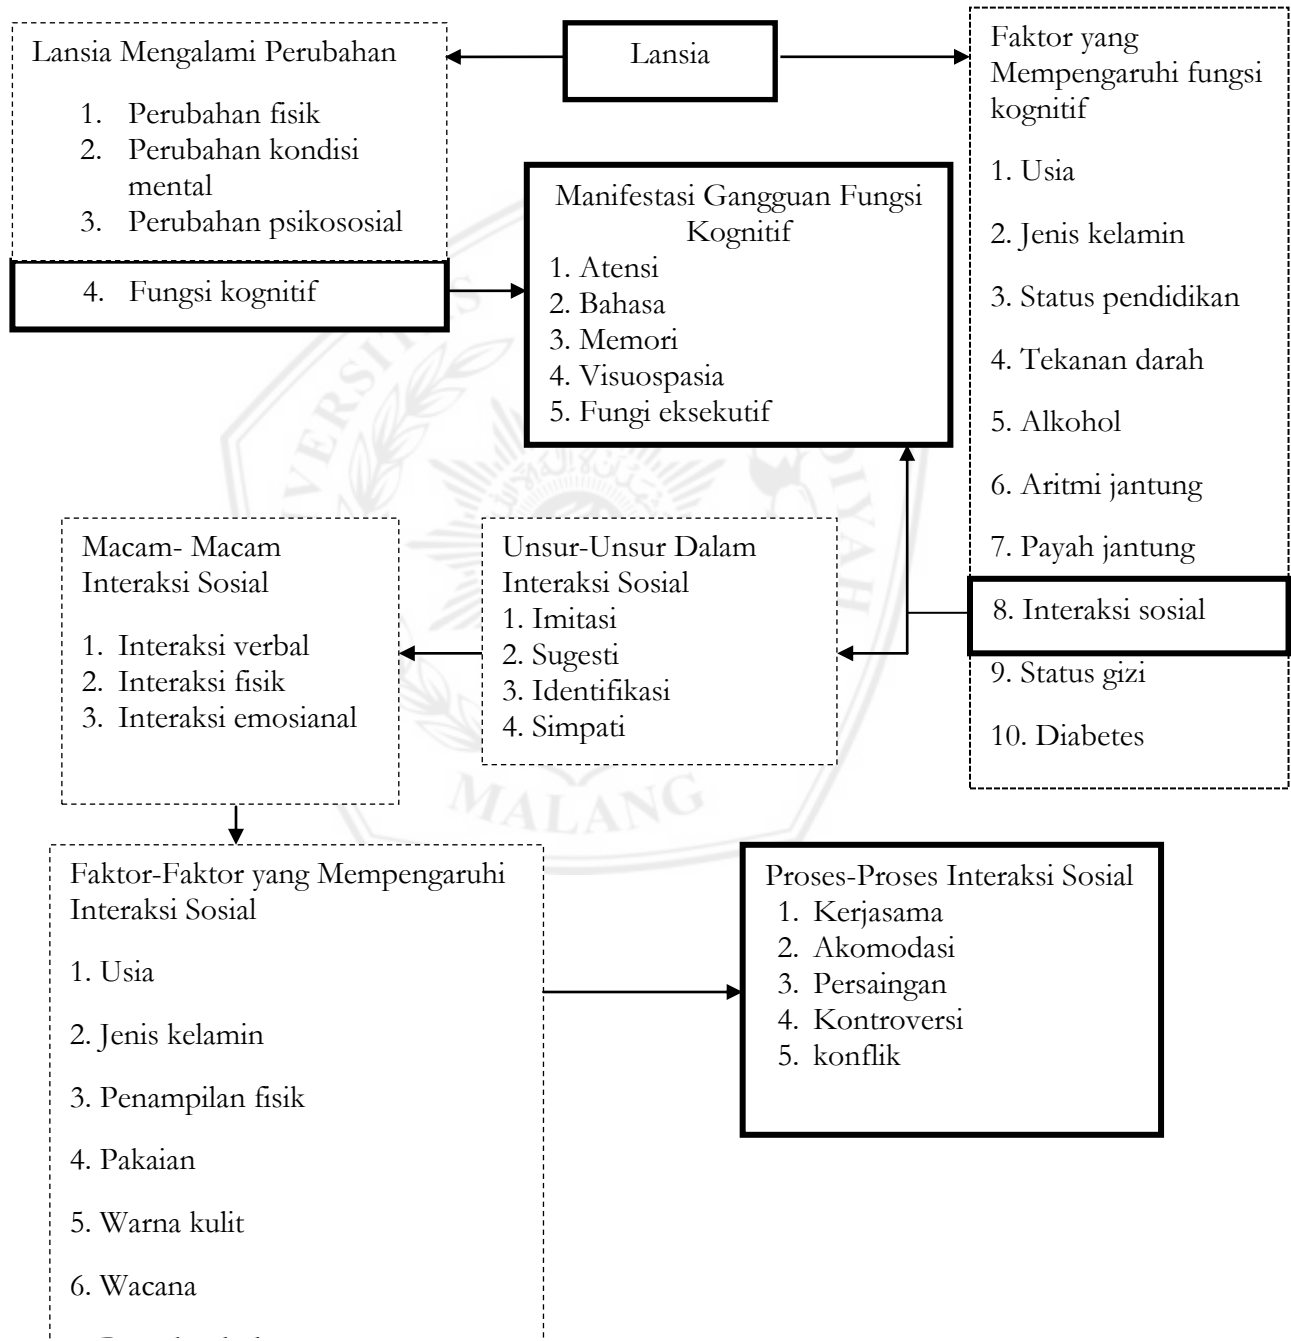 Lansia Mengalami Perubahan
1. Perubahan fisik
2. Perubahan kondisi
mental
3. Perubahan psikososial
4. Fungsi kognitif
Lansia
Faktor yang
Mempengaruhi fungsi
kognitif
1. Usia
2. Jenis kelamin
3. Status pendidikan
4. Tekanan darah
5. Alkohol
6. Aritmi jantung
7. Payah jantung
8. Interaksi sosial
9. Status gizi
10. Diabetes
Manifestasi Gangguan Fungsi
Kognitif
1. Atensi
2. Bahasa
3. Memori
4. Visuospasia
5. Fungi eksekutif
Unsur-Unsur Dalam
Interaksi Sosial
1. Imitasi
2. Sugesti
3. Identifikasi
4. Simpati
Macam- Macam
Interaksi Sosial
1. Interaksi verbal
2. Interaksi fisik
3. Interaksi emosianal
Faktor-Faktor yang Mempengaruhi
Interaksi Sosial
1. Usia
2. Jenis kelamin
3. Penampilan fisik
4. Pakaian
5. Warna kulit
6. Wacana
Proses-Proses Interaksi Sosial
1. Kerjasama
2. Akomodasi
3. Persaingan
4. Kontroversi
5. konflik
MALANG